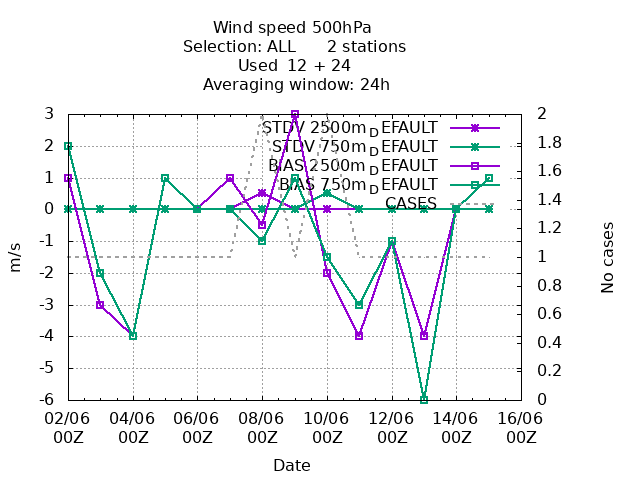 Wind speed 500hPa
Selection: ALL 2 stations
Used 12 + 24
Averaging window: 24h
STDV 2500m_DEFAULT
STDV 750m_DEFAULT
BIAS 2500m_DEFAULT
BIAS 750m_DEFAULT
CASES
3
2
1
0
-1
-2
-3
-4
-5
-6
m/s
2
1.8
1.6
1.4
1.2
1
0.8
0.6
0.4
0.2
0
No cases
02/06 04/06 06/06 08/06 10/06 12/06 14/06 16/06
00Z 00Z 00Z 00Z 00Z 00Z 00Z 00Z
Date